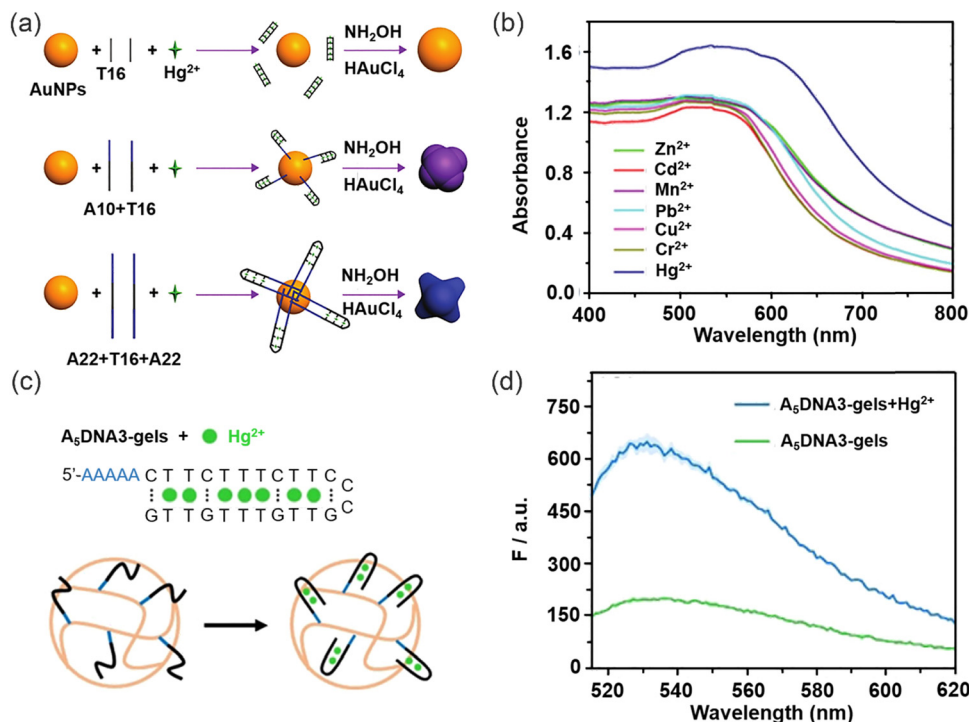 (a)
AuNPs
+
T16
+
Hg²⁺
NH₂OH
HAuCl₄
+
A10+T16
+
NH₂OH
HAuCl₄
+
A22+T16+A22
+
NH₂OH
HAuCl₄
(b)
Absorbance
1.6
1.2
0.8
0.4
0.0
Zn²⁺
Cd²⁺
Mn²⁺
Pb²⁺
Cu²⁺
Cr²⁺
Hg²⁺
400 500 600 700 800
Wavelength (nm)
(c)
A₅DNA3-gels + Hg²⁺
5'-AAAAA C T T C T T T C T T C
C
C
G T T G T T T G T T G
(d)
F / a.u.
750
600
450
300
150
0
A₅DNA3-gels+Hg²⁺
A₅DNA3-gels
520 540 560 580 600 620
Wavelength (nm)